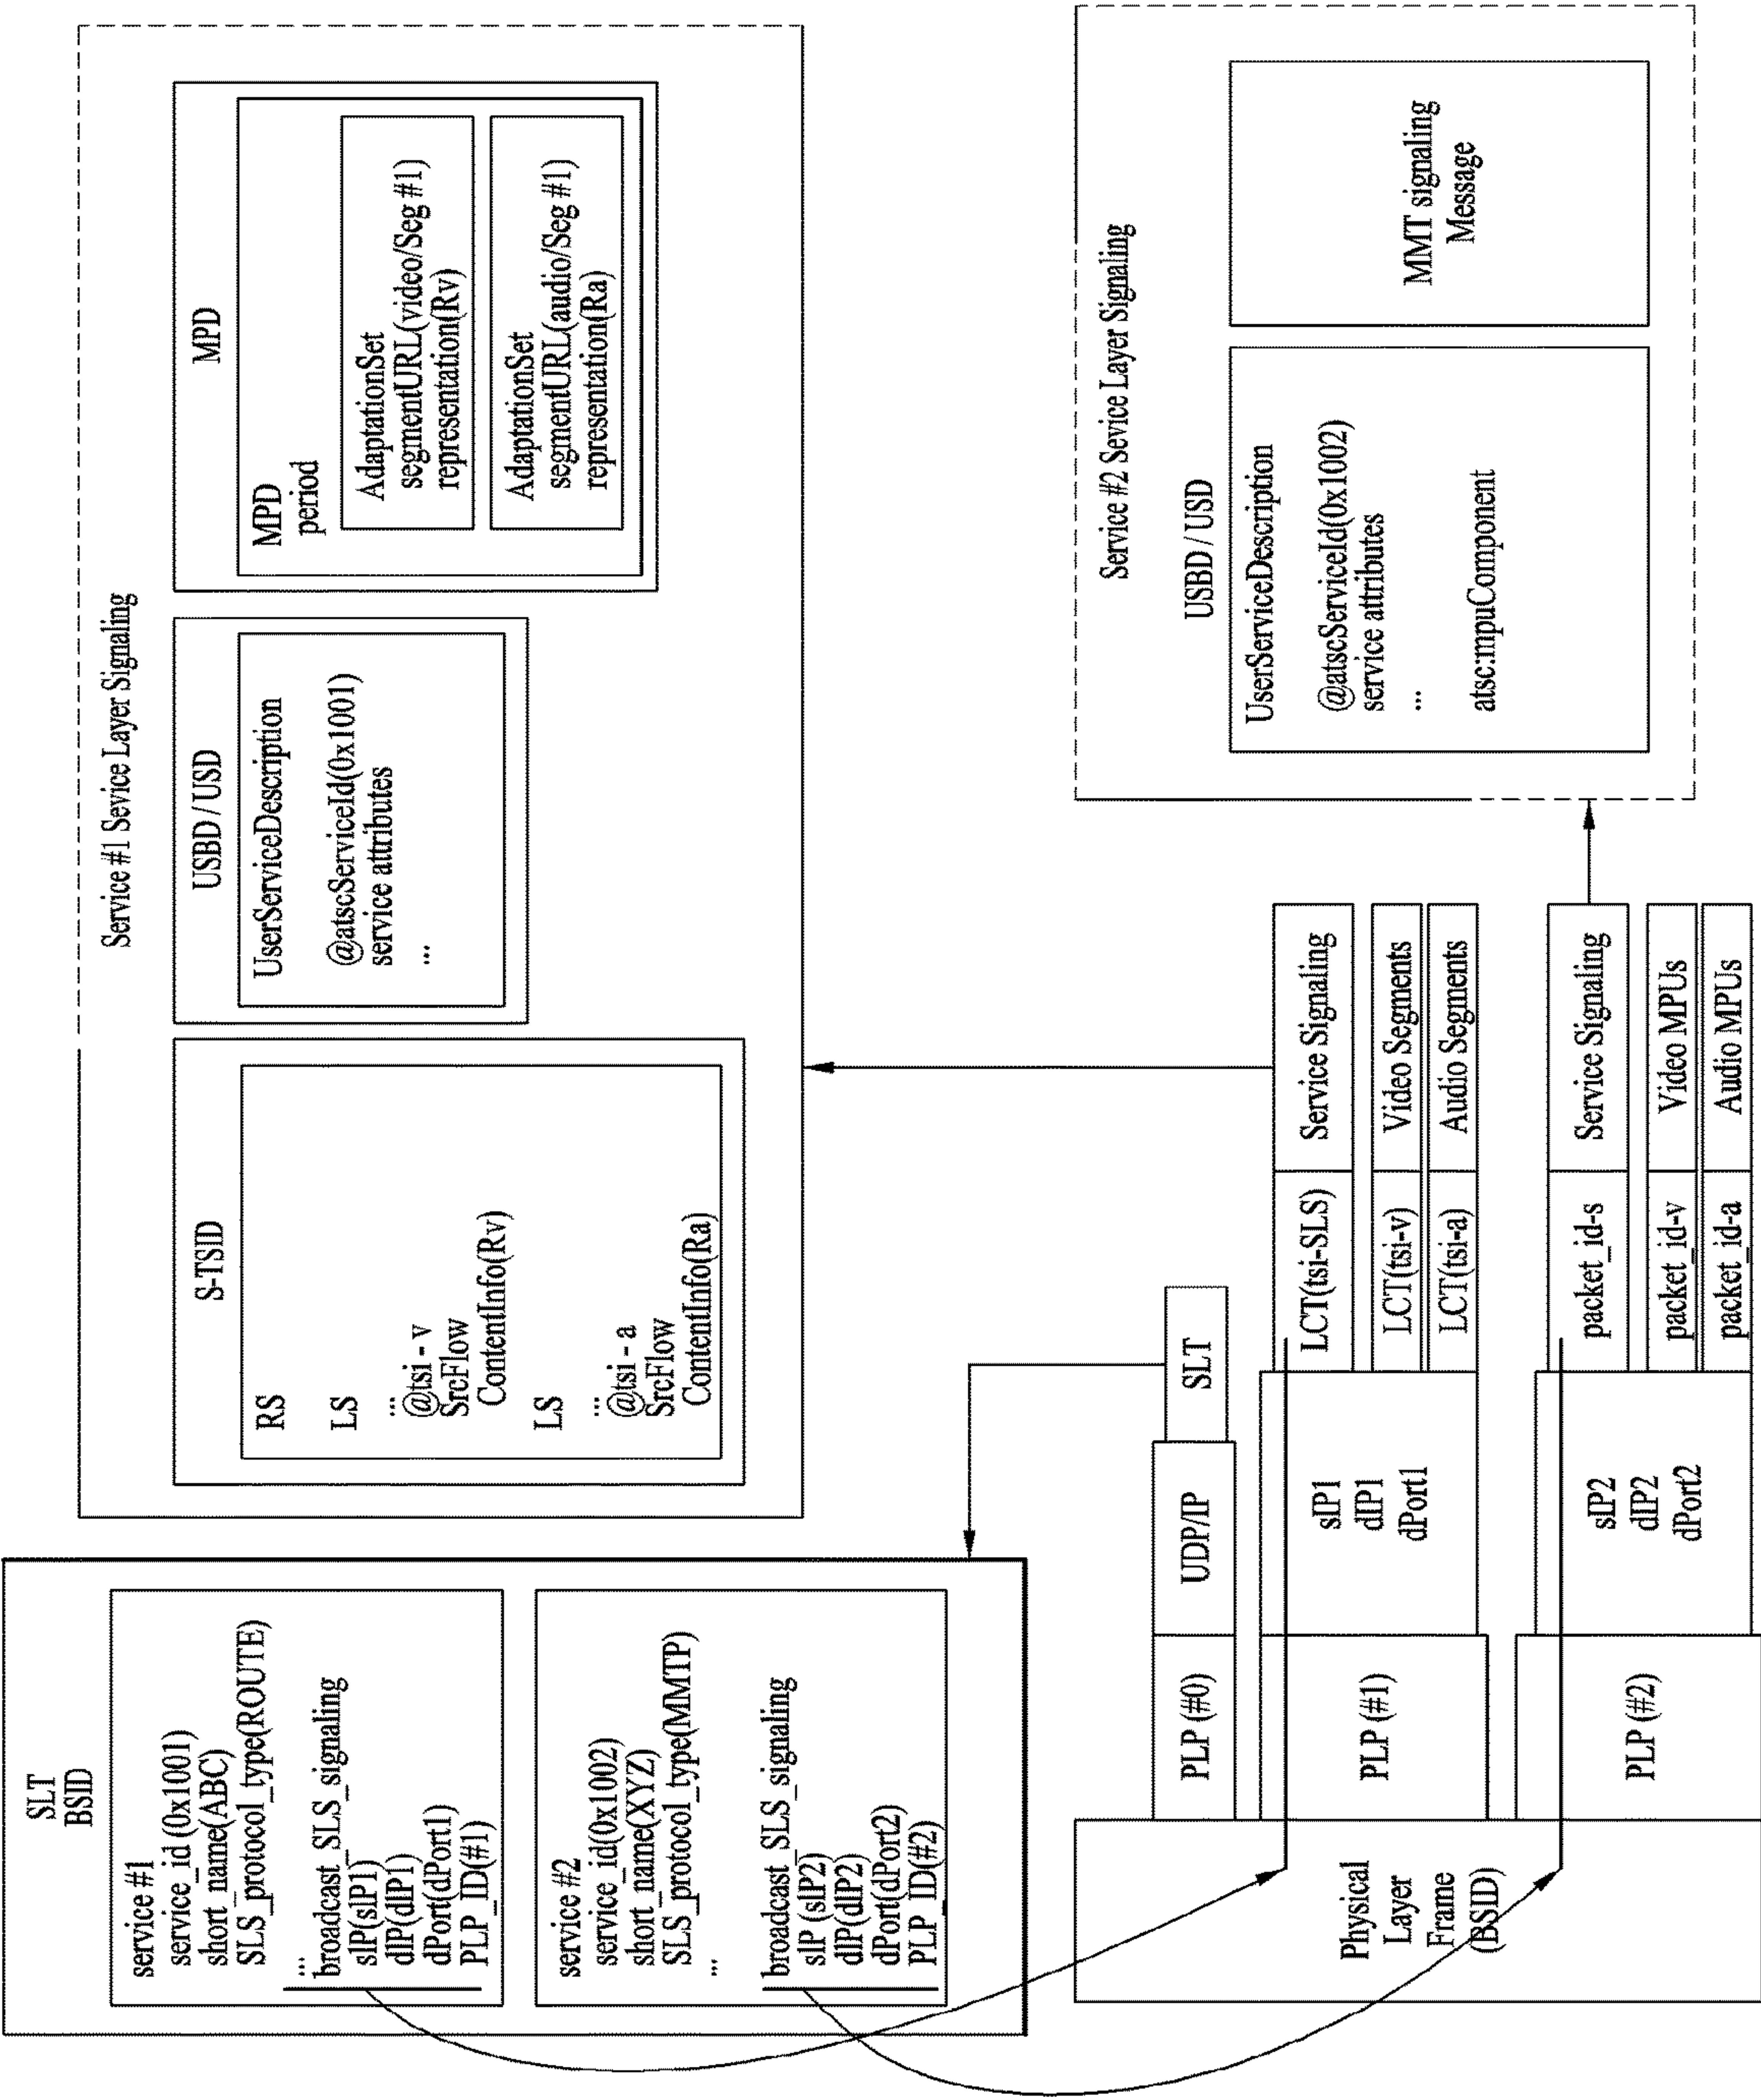 SLT
BSID
service #1
service_id (0x1001)
short_name(ABC)
SLS_protocol_type(ROUTE)
...
broadcast_SLS_signaling
sIP(sIP1)
dIP(dIP1)
dPort(dPort1)
PLP_ID(#1)
service #2
service_id(0x1002)
short_name(XYZ)
SLS_protocol_type(MMTP)
...
broadcast_SLS_signaling
sIP (sIP2)
dIP(dIP2)
dPort(dPort2)
PLP_ID(#2)
Service #1 Sevice Layer Signaling
S-TSID
RS
LS
...
@tsi - v
SrcFlow
ContentInfo(Rv)
LS
...
@tsi - a
SrcFlow
ContentInfo(Ra)
USBD / USD
UserServiceDescription
@atscServiceId(0x1001)
service attributes
...
MPD
MPD
period
AdaptationSet
segmentURL(video/Seg #1)
representation(Rv)
AdaptationSet
segmentURL(audio/Seg #1)
representation(Ra)
Physical
Layer
Frame
(BSID)
PLP (#0)
UDP/IP
SLT
PLP (#1)
sIP1
dIP1
dPort1
LCT(tsi-SLS)
Service Signaling
LCT(tsi-v)
Video Segments
LCT(tsi-a)
Audio Segments
PLP (#2)
sIP2
dIP2
dPort2
packet_id-s
Service Signaling
packet_id-v
Video MPUs
packet_id-a
Audio MPUs
Service #2 Sevice Layer Signaling
USBD / USD
UserServiceDescription
@atscServiceId(0x1002)
service attributes
...
atsc:mpuComponent
MMT signaling
Message